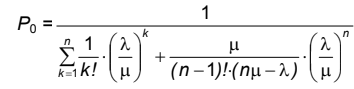 P₀ = 1 / ( Σ_{k=1}^{n} 1/k! · (λ/μ)^k + μ/((n−1)!·(nμ−λ)) · (λ/μ)^n )